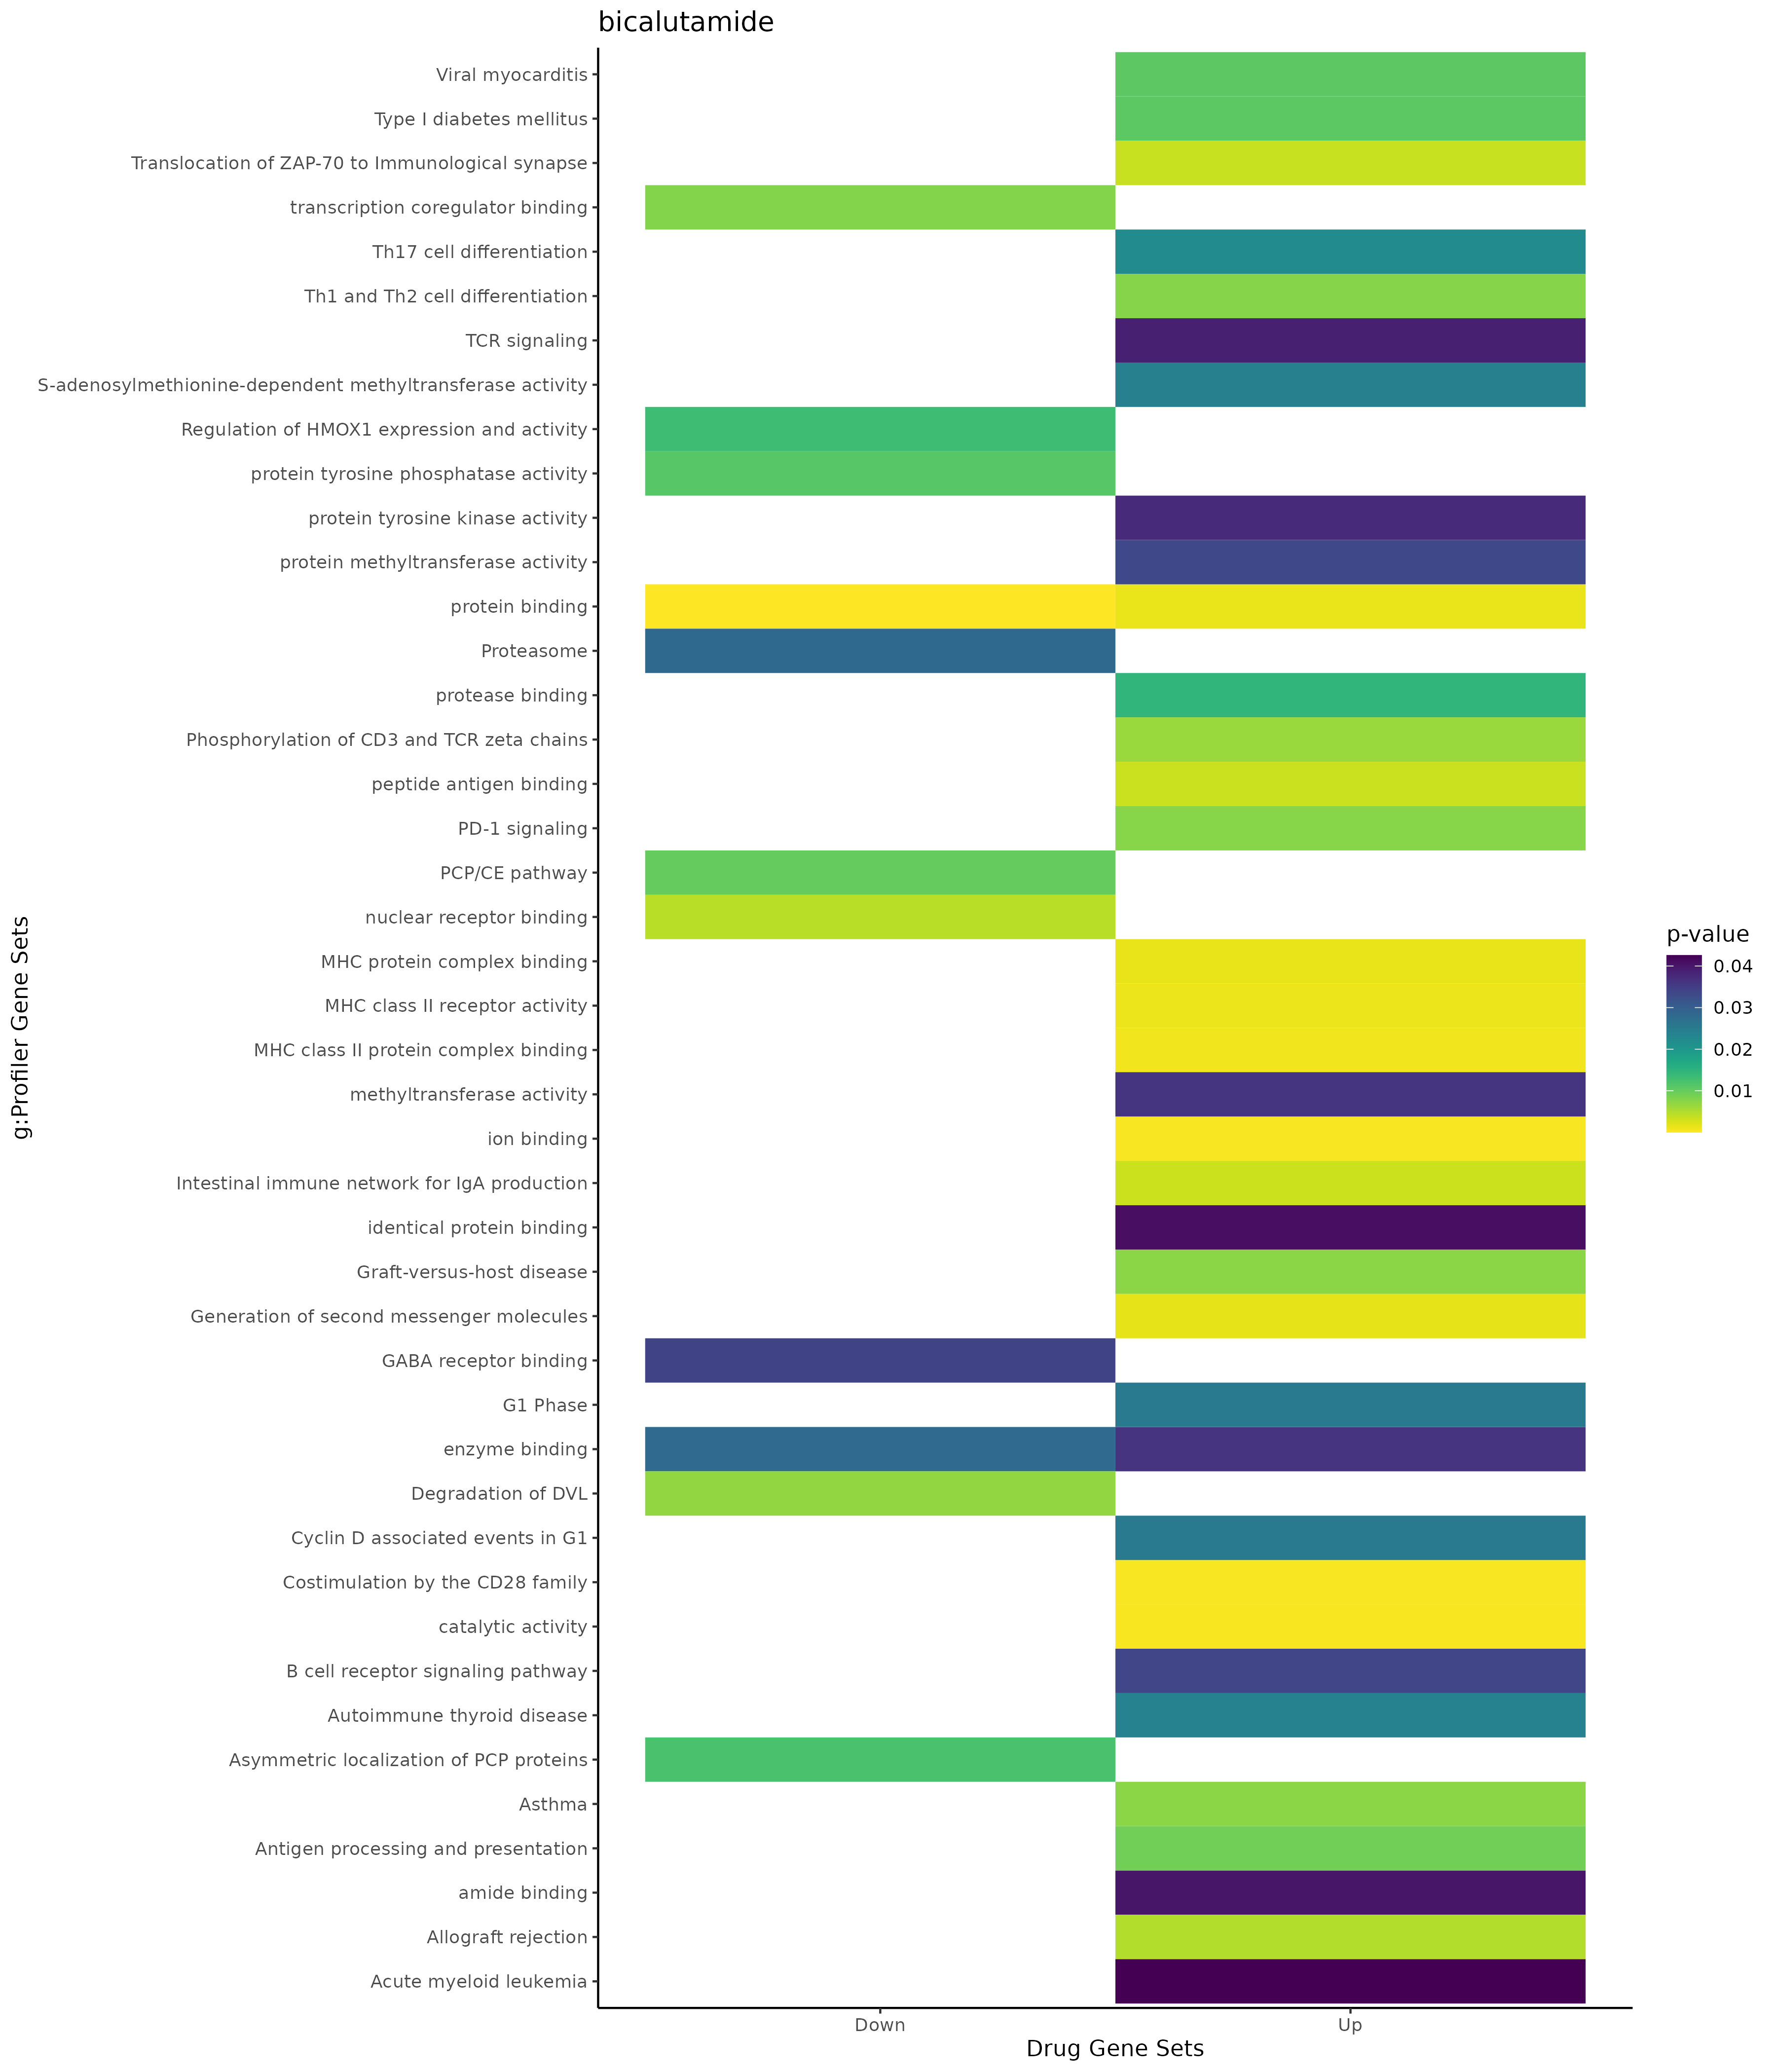 bicalutamide
Viral myocarditis
Type I diabetes mellitus
Translocation of ZAP-70 to Immunological synapse
transcription coregulator binding
Th17 cell differentiation
Th1 and Th2 cell differentiation
TCR signaling
S-adenosylmethionine-dependent methyltransferase activity
Regulation of HMOX1 expression and activity
protein tyrosine phosphatase activity
protein tyrosine kinase activity
protein methyltransferase activity
protein binding
Proteasome
protease binding
Phosphorylation of CD3 and TCR zeta chains
peptide antigen binding
PD-1 signaling
PCP/CE pathway
nuclear receptor binding
MHC protein complex binding
MHC class II receptor activity
MHC class II protein complex binding
methyltransferase activity
ion binding
Intestinal immune network for IgA production
identical protein binding
Graft-versus-host disease
Generation of second messenger molecules
GABA receptor binding
G1 Phase
enzyme binding
Degradation of DVL
Cyclin D associated events in G1
Costimulation by the CD28 family
catalytic activity
B cell receptor signaling pathway
Autoimmune thyroid disease
Asymmetric localization of PCP proteins
Asthma
Antigen processing and presentation
amide binding
Allograft rejection
Acute myeloid leukemia
g:Profiler Gene Sets
Down
Up
Drug Gene Sets
p-value
0.04
0.03
0.02
0.01